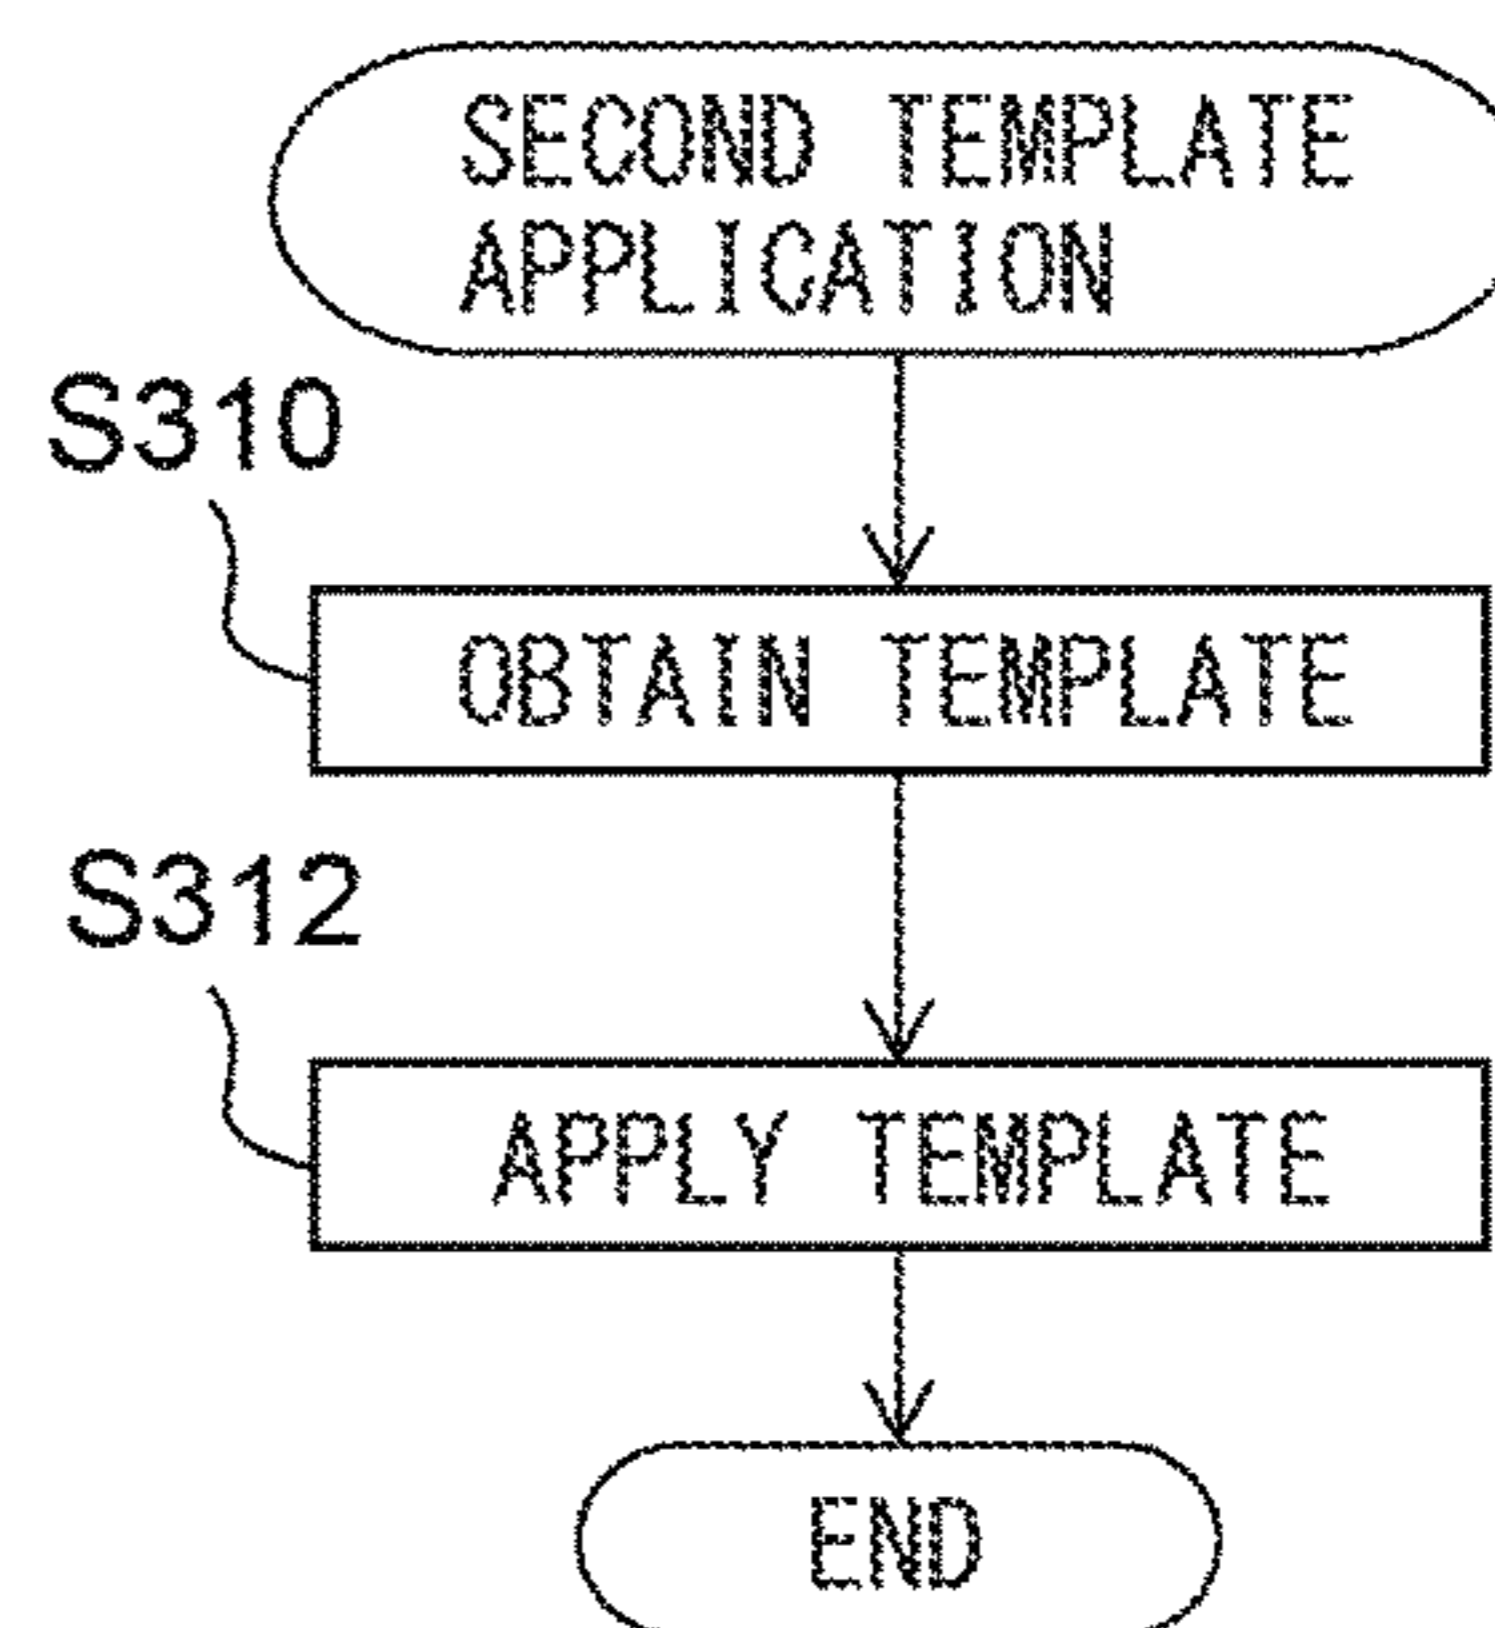 SECOND TEMPLATE
APPLICATION
S310
OBTAIN TEMPLATE
S312
APPLY TEMPLATE
END